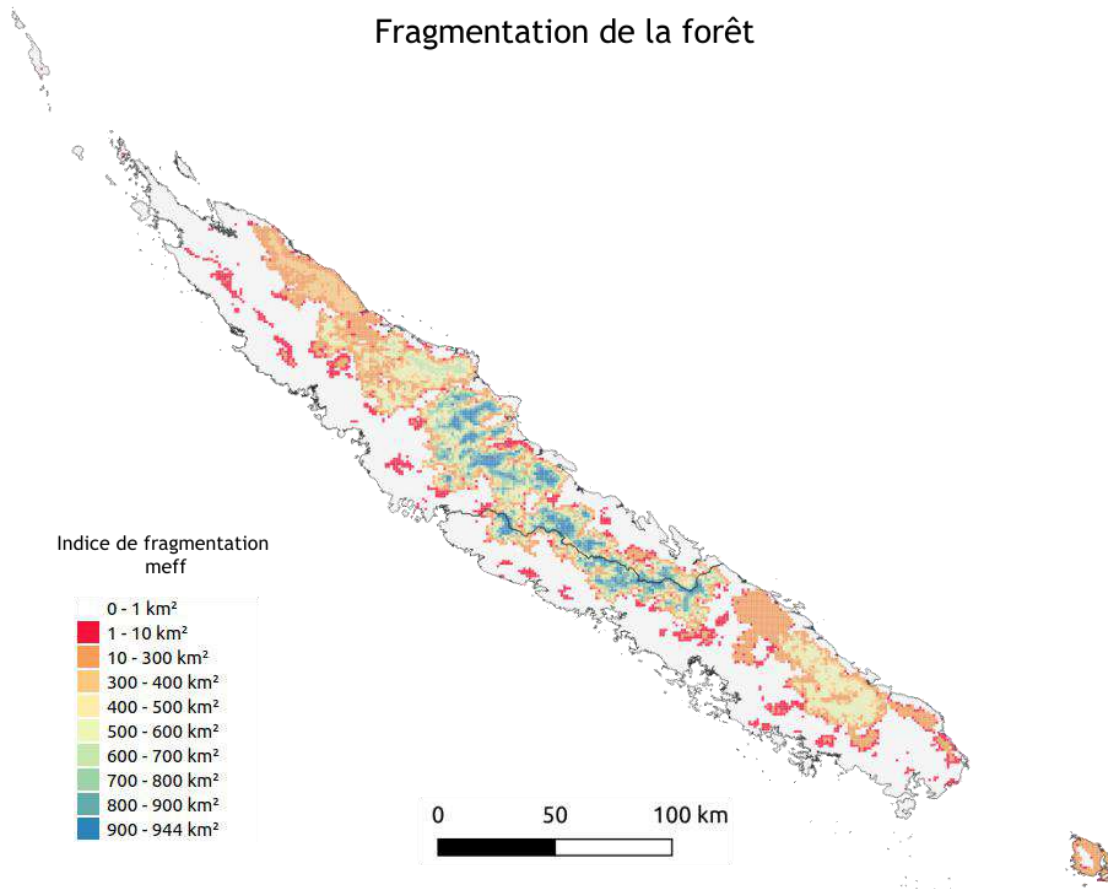 Fragmentation de la forêt
Indice de fragmentation
meff
0 - 1 km²
1 - 10 km²
10 - 300 km²
300 - 400 km²
400 - 500 km²
500 - 600 km²
600 - 700 km²
700 - 800 km²
800 - 900 km²
900 - 944 km²
0 50 100 km